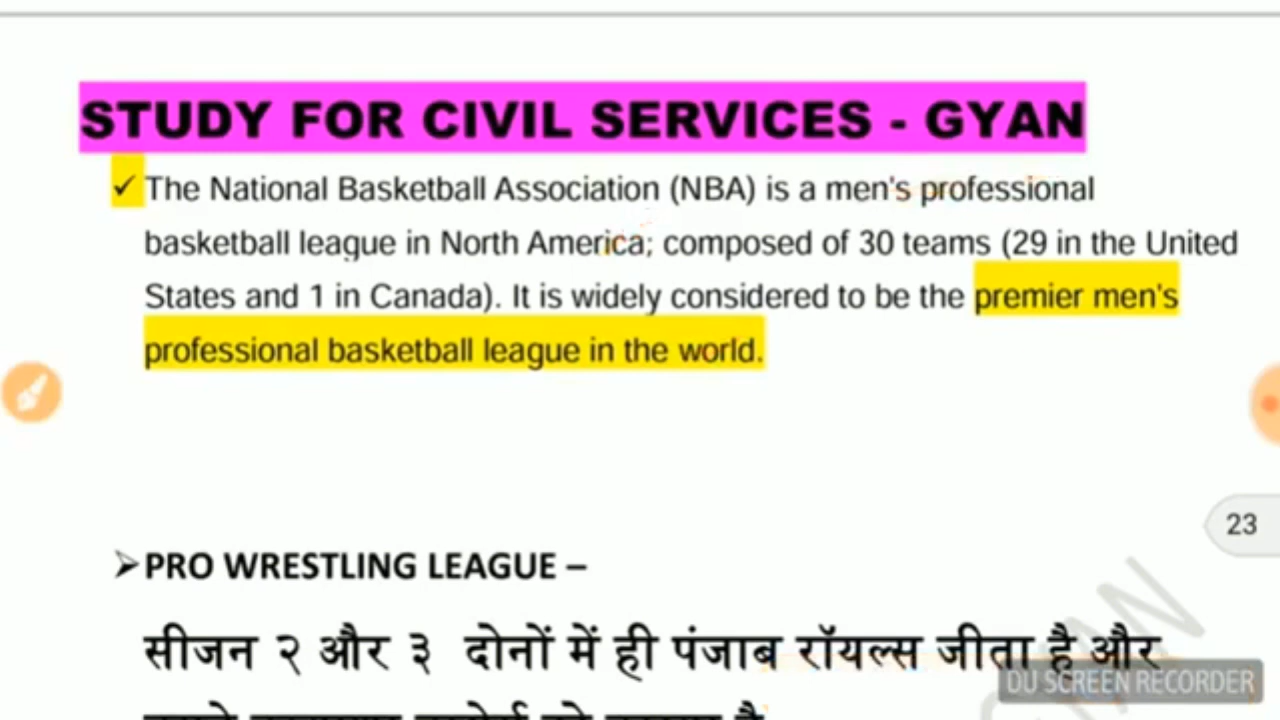 STUDY FOR CIVIL SERVICES - GYAN
✓ The National Basketball Association (NBA) is a men's professional
basketball league in North America; composed of 30 teams (29 in the United
States and 1 in Canada). It is widely considered to be the premier men's
professional basketball league in the world.
23
➢ PRO WRESTLING LEAGUE –
सीजन २ और ३ दोनों में ही पंजाब रॉयल्स जीता है और
DU SCREEN RECORDER